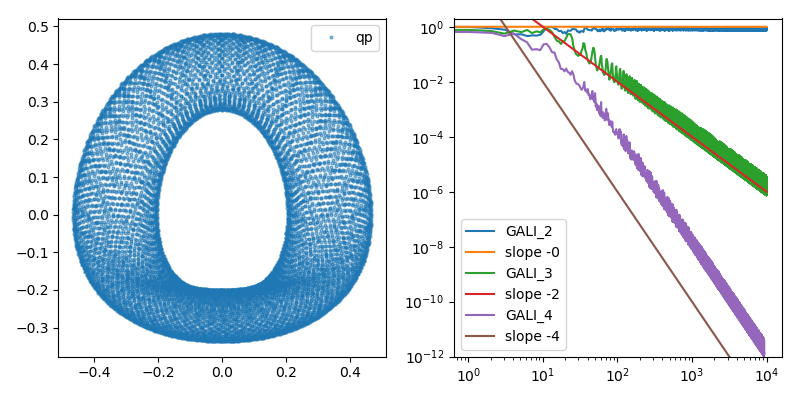 qp
0.5
0.4
0.3
0.2
0.1
0.0
−0.1
−0.2
−0.3
−0.4 −0.2 0.0 0.2 0.4
10^0
10^−2
10^−4
10^−6
10^−8
10^−10
10^−12
GALI_2
slope -0
GALI_3
slope -2
GALI_4
slope -4
10^0 10^1 10^2 10^3 10^4